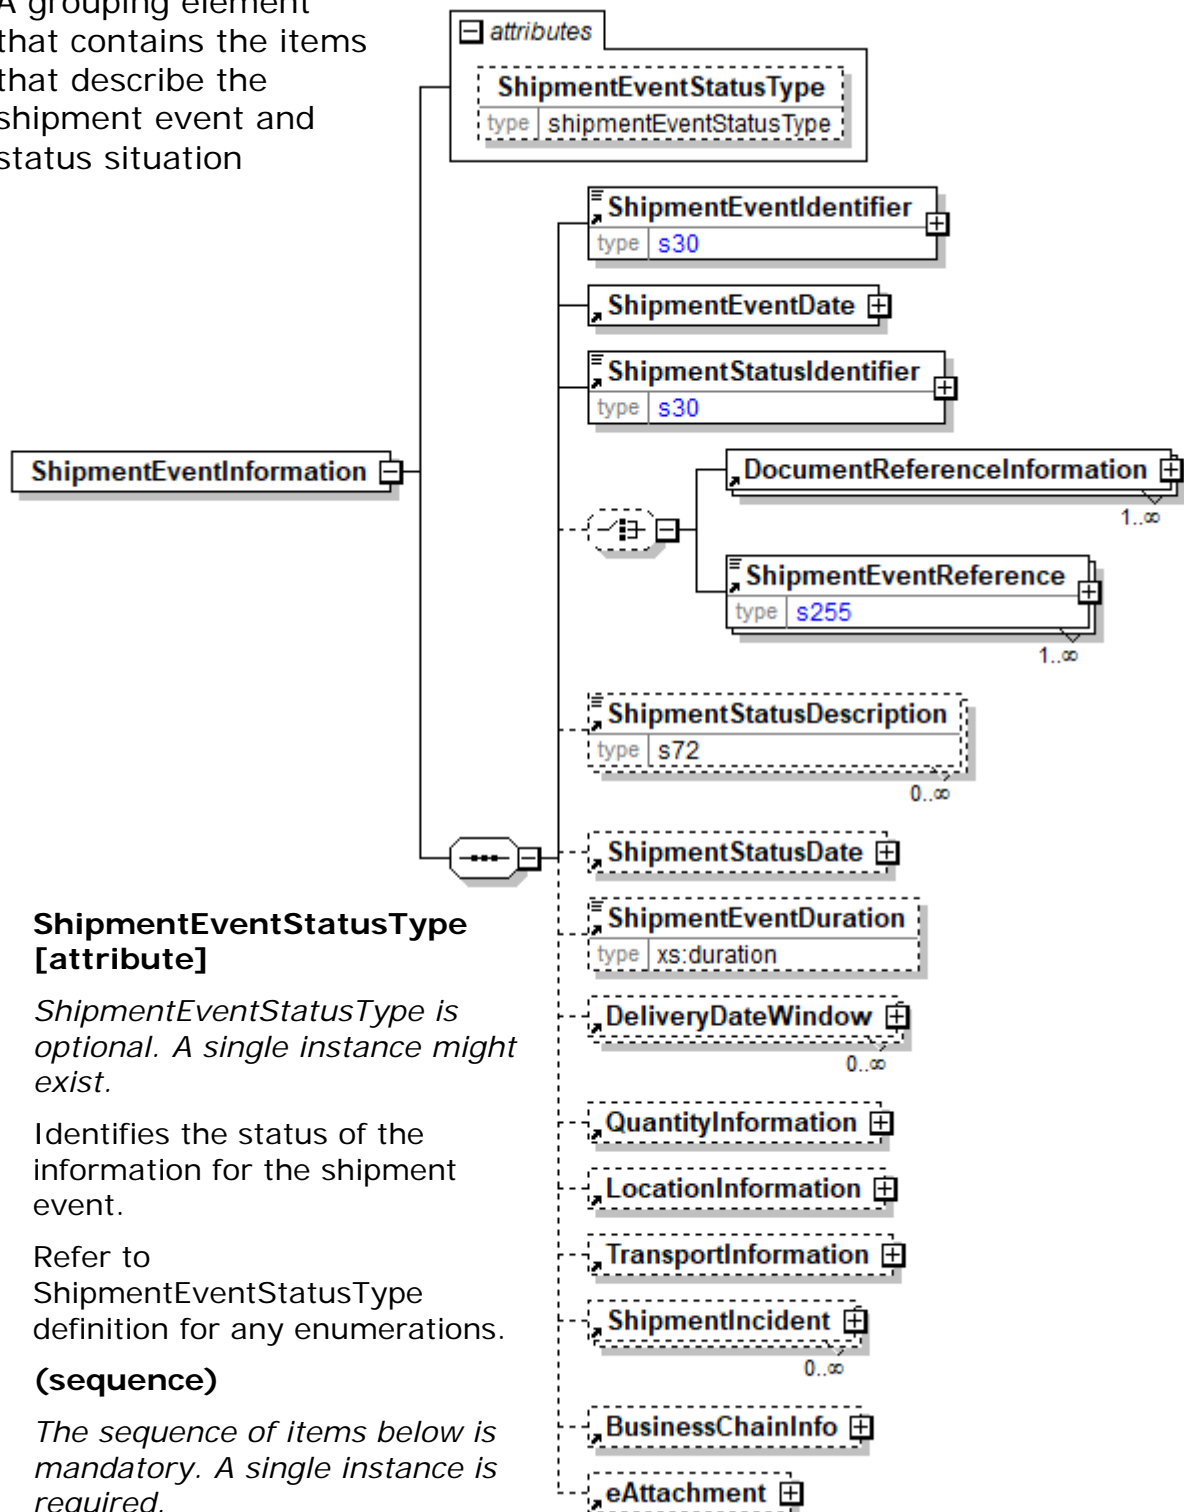 A grouping element
that contains the items
that describe the
shipment event and
status situation
attributes
ShipmentEventStatusType
type shipmentEventStatusType
ShipmentEventIdentifier
type s30
ShipmentEventDate
ShipmentStatusIdentifier
type s30
ShipmentEventInformation
DocumentReferenceInformation
1..∞
ShipmentEventReference
type s255
1..∞
ShipmentStatusDescription
type s72
0..∞
ShipmentStatusDate
ShipmentEventDuration
type xs:duration
DeliveryDateWindow
0..∞
QuantityInformation
LocationInformation
TransportInformation
ShipmentIncident
0..∞
BusinessChainInfo
eAttachment
ShipmentEventStatusType
[attribute]
ShipmentEventStatusType is
optional. A single instance might
exist.
Identifies the status of the
information for the shipment
event.
Refer to
ShipmentEventStatusType
definition for any enumerations.
(sequence)
The sequence of items below is
mandatory. A single instance is
required.